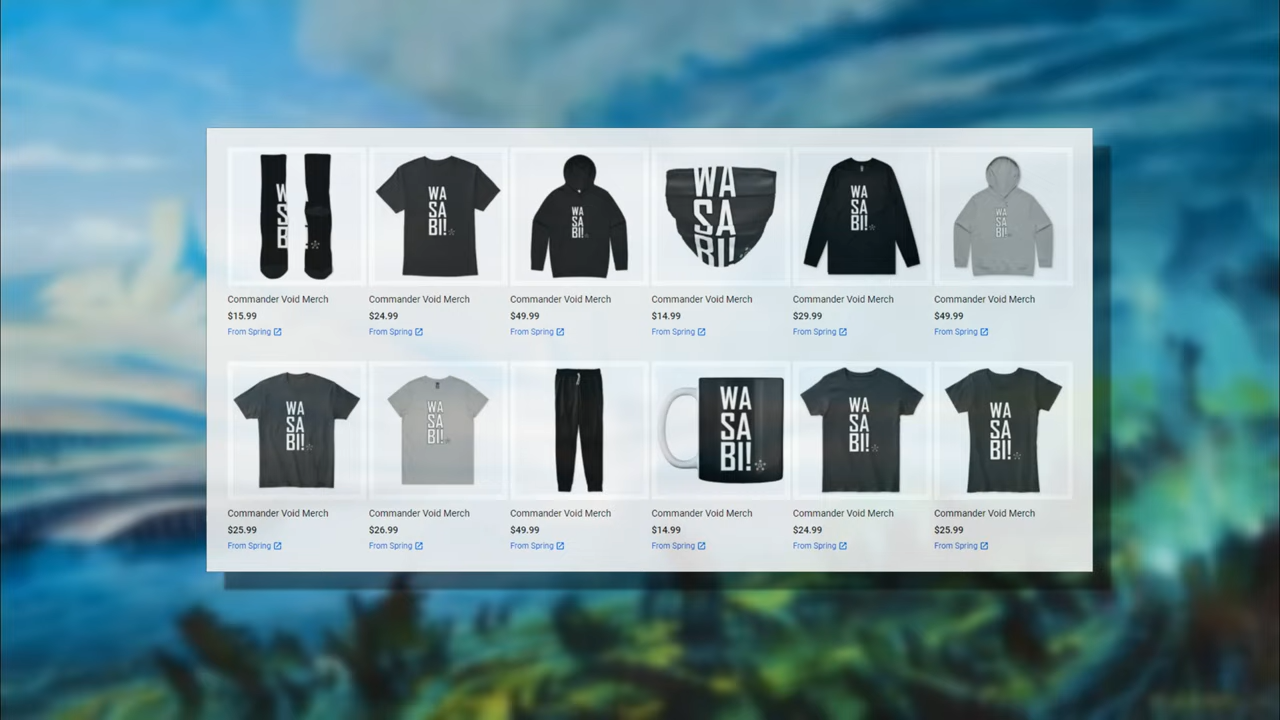 W
S
B
*
WA
SA
BI!*
WA
SA
BI!
WA
SA
BI!
WA
SA
BI!*
WA
SA
BI!
Commander Void Merch
Commander Void Merch
Commander Void Merch
Commander Void Merch
Commander Void Merch
Commander Void Merch
$15.99
$24.99
$49.99
$14.99
$29.99
$49.99
From Spring
From Spring
From Spring
From Spring
From Spring
From Spring
WA
SA
BI!*
WA
SA
BI!
WA
SA
BI!*
WA
SA
BI!*
WA
SA
BI!*
Commander Void Merch
Commander Void Merch
Commander Void Merch
Commander Void Merch
Commander Void Merch
Commander Void Merch
$25.99
$26.99
$49.99
$14.99
$24.99
$25.99
From Spring
From Spring
From Spring
From Spring
From Spring
From Spring